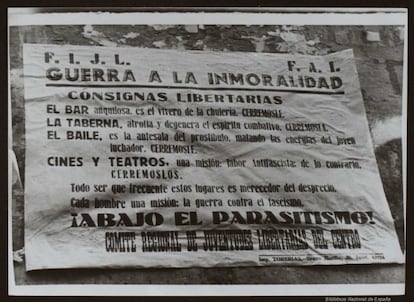 F. I. J. L. F. A. I.
GUERRA A LA INMORALIDAD
CONSIGNAS LIBERTARIAS
EL BAR anquilosa, es el vivero de la chulería, CERREMOSLE.
LA TABERNA, atrofia y degenera el espíritu combativo, CERREMOSLE.
EL BAILE, es la antesala del prostíbulo, matando las energías del joven
luchador, CERREMOSLE.
CINES Y TEATROS, una misión: labor antifascista; de lo contrario,
CERREMOSLOS.
Todo ser que frecuente estos lugares es merecedor del desprecio.
Cada hombre una misión: la guerra contra el fascismo.
¡ABAJO EL PARASITISMO!
COMITE REGIONAL DE JUVENTUDES LIBERTARIAS DEL CENTRO
Imp. TORERIAS,
Biblioteca Nacional de España